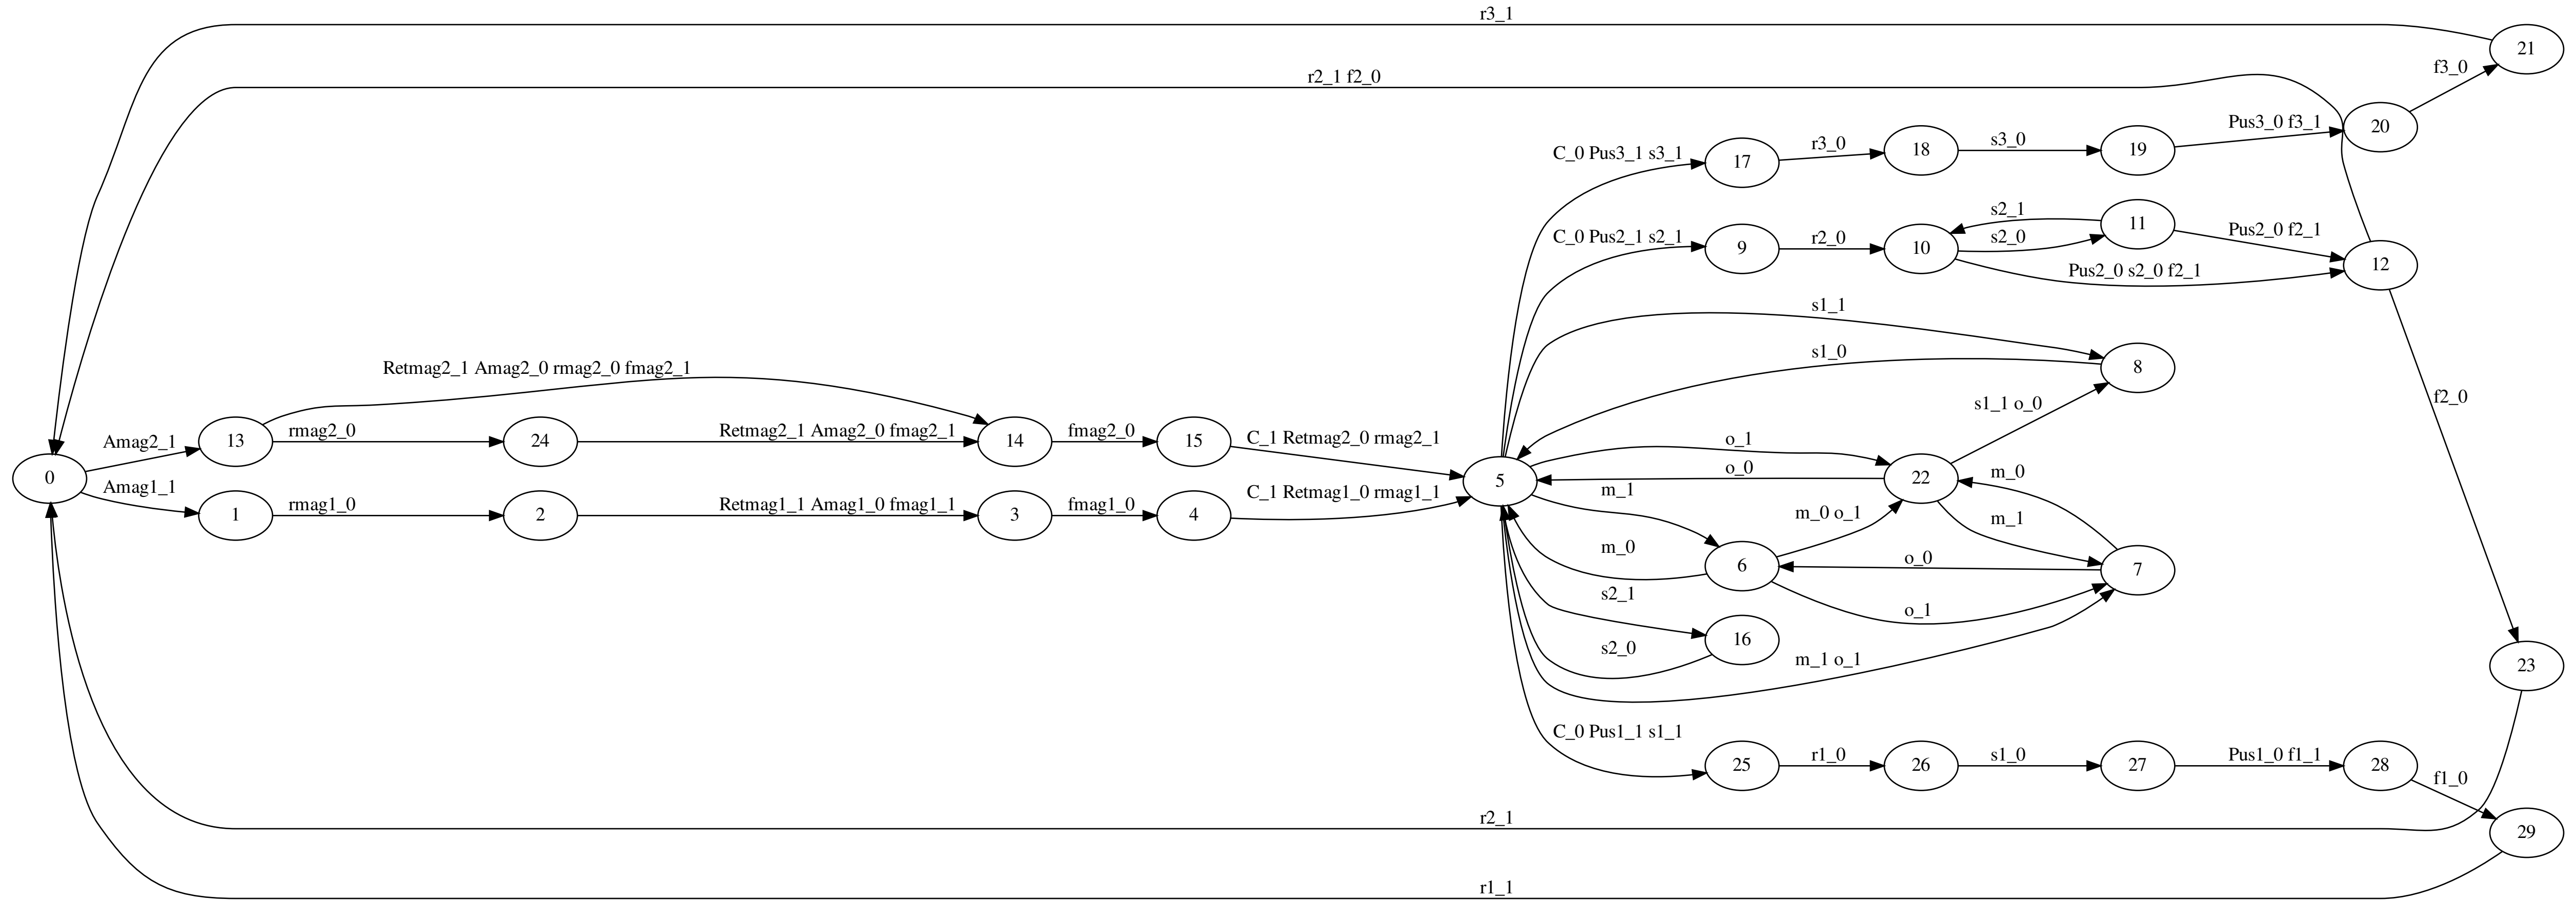 r3_1
21
r2_1 f2_0
f3_0
20
Pus3_0 f3_1
C_0 Pus3_1 s3_1
17
r3_0
18
s3_0
19
s2_1
11
C_0 Pus2_1 s2_1
9
r2_0
10
s2_0
Pus2_0 f2_1
12
Pus2_0 s2_0 f2_1
s1_1
s1_0
8
Retmag2_1 Amag2_0 rmag2_0 fmag2_1
f2_0
s1_1 o_0
Amag2_1
13
rmag2_0
24
Retmag2_1 Amag2_0 fmag2_1
14
fmag2_0
15
C_1 Retmag2_0 rmag2_1
o_1
0
5
o_0
22
m_0
Amag1_1
1
rmag1_0
2
Retmag1_1 Amag1_0 fmag1_1
3
fmag1_0
4
C_1 Retmag1_0 rmag1_1
m_1
m_0 o_1
m_1
m_0
6
o_0
7
s2_1
o_1
16
s2_0
m_1 o_1
23
C_0 Pus1_1 s1_1
25
r1_0
26
s1_0
27
Pus1_0 f1_1
28
f1_0
r2_1
29
r1_1